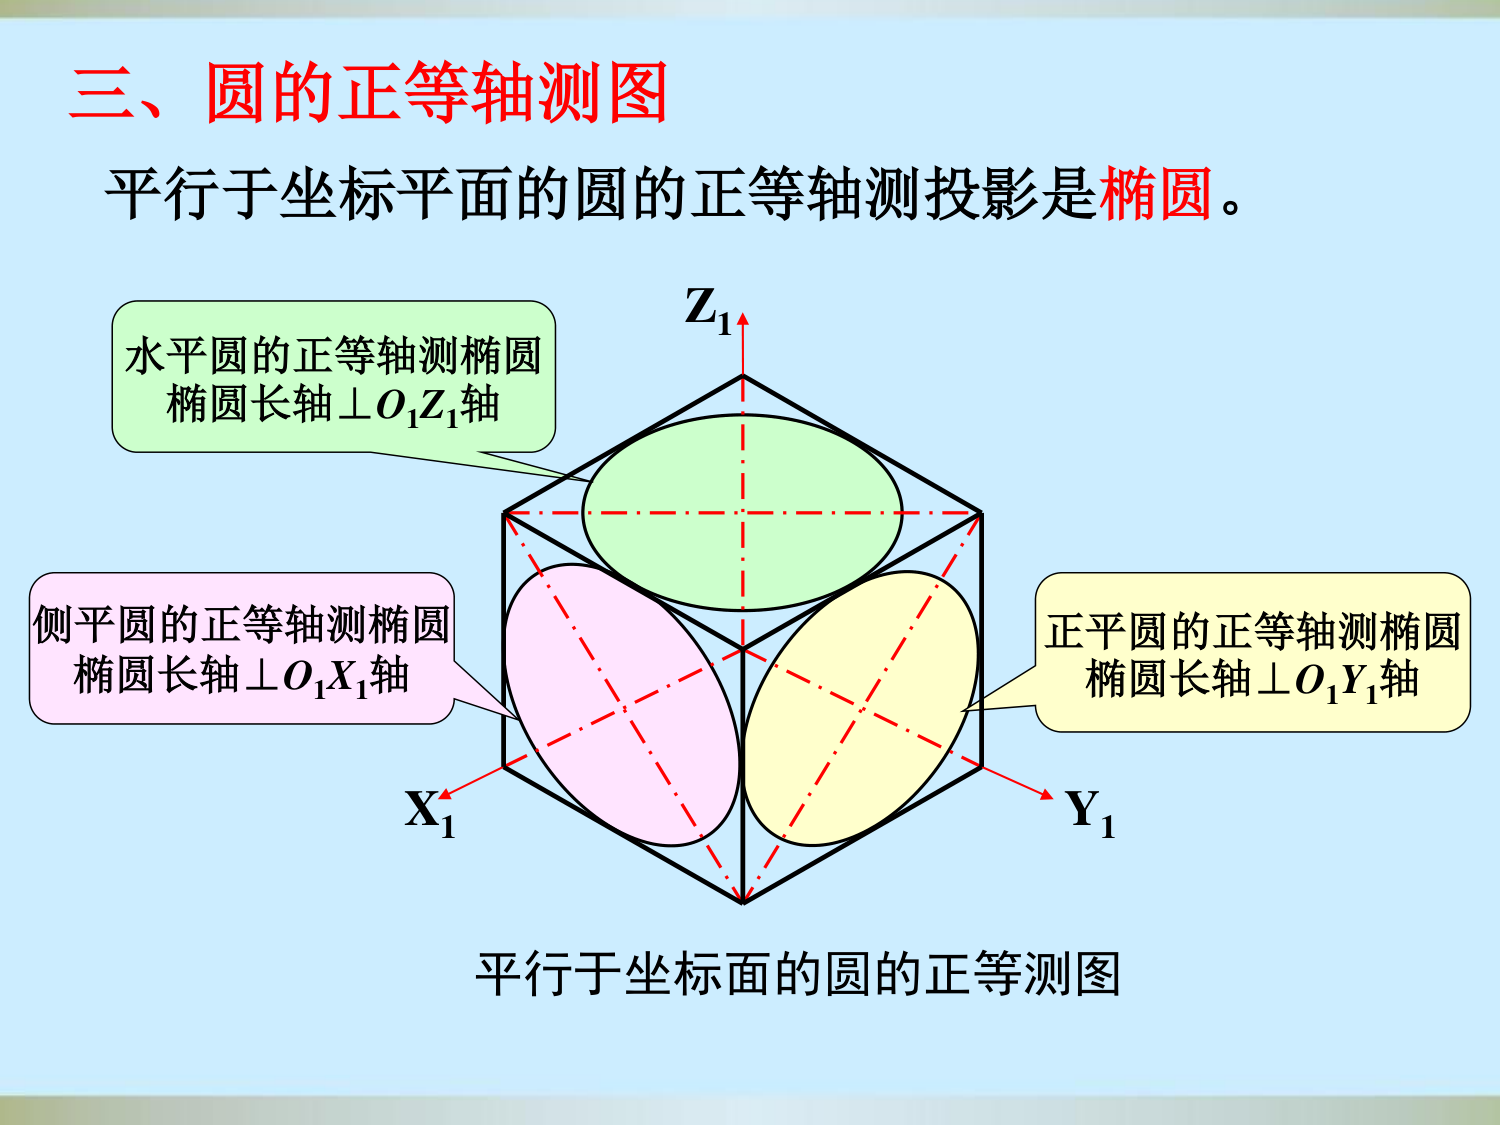 三、圆的正等轴测图
平行于坐标平面的圆的正等轴测投影是椭圆。
Z₁
水平圆的正等轴测椭圆
椭圆长轴⊥O₁Z₁轴
侧平圆的正等轴测椭圆
椭圆长轴⊥O₁X₁轴
正平圆的正等轴测椭圆
椭圆长轴⊥O₁Y₁轴
X₁
Y₁
平行于坐标面的圆的正等测图